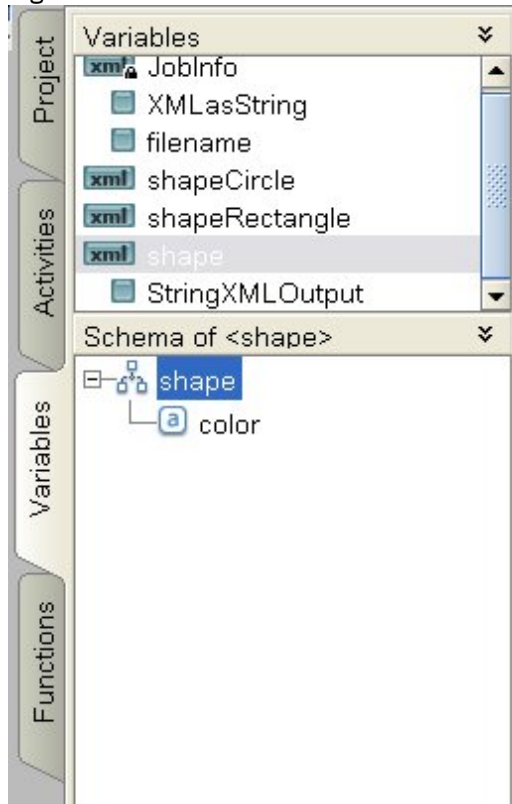 Project
Activities
Variables
Functions
Variables
xml JobInfo
XMLasString
filename
xml shapeCircle
xml shapeRectangle
xml shape
StringXMLOutput
Schema of <shape>
shape
a color